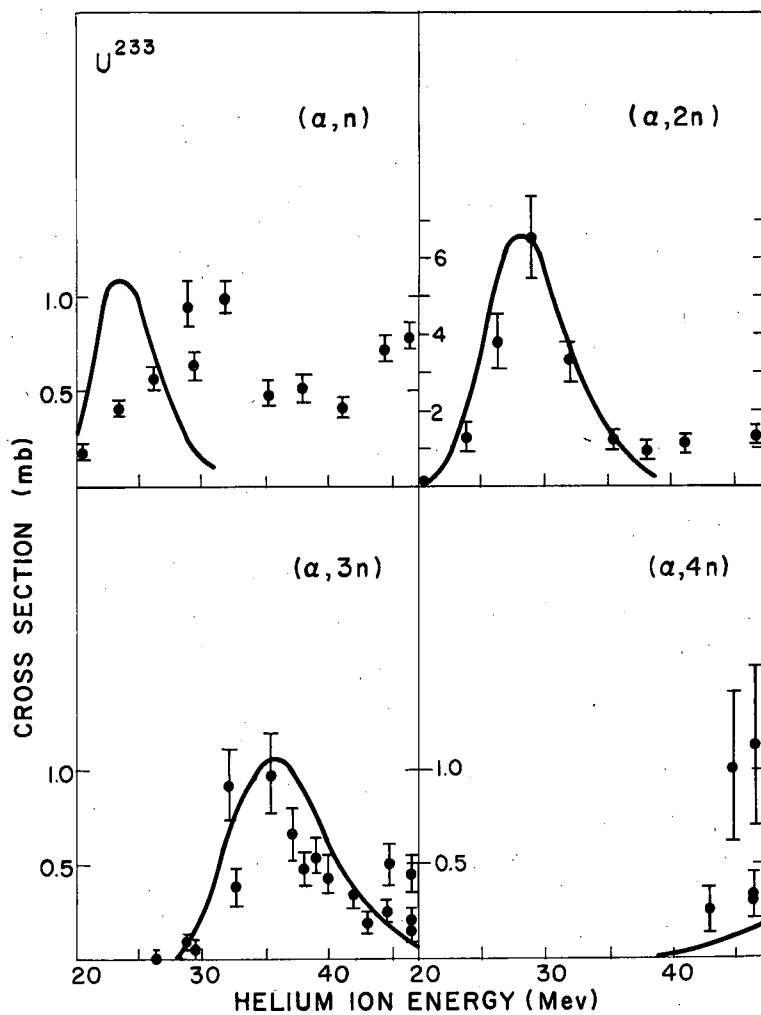 U²³³
(α,n)
(α,2n)
1.0
0.5
6
4
2
(α,3n)
(α,4n)
1.0
0.5
1.0
0.5
20
30
40
20
30
40
CROSS SECTION (mb)
HELIUM ION ENERGY (Mev)